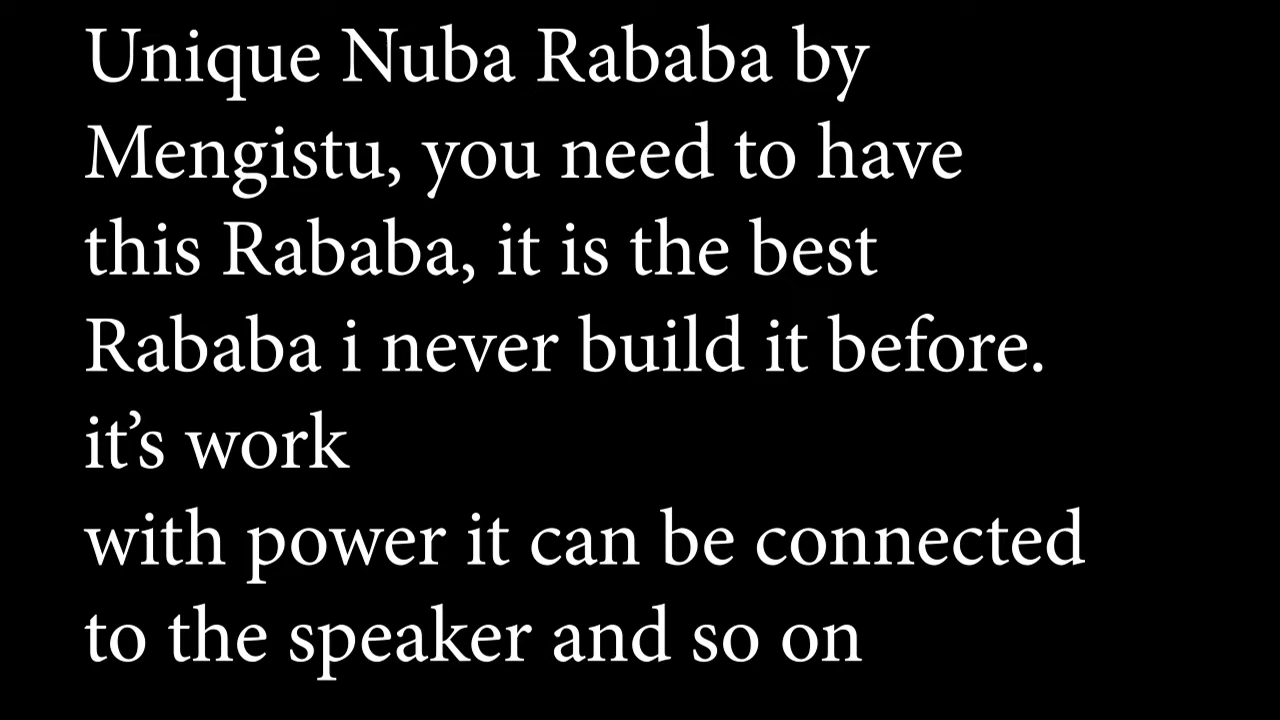 Unique Nuba Rababa by
Mengistu, you need to have
this Rababa, it is the best
Rababa i never build it before.
it’s work
with power it can be connected
to the speaker and so on